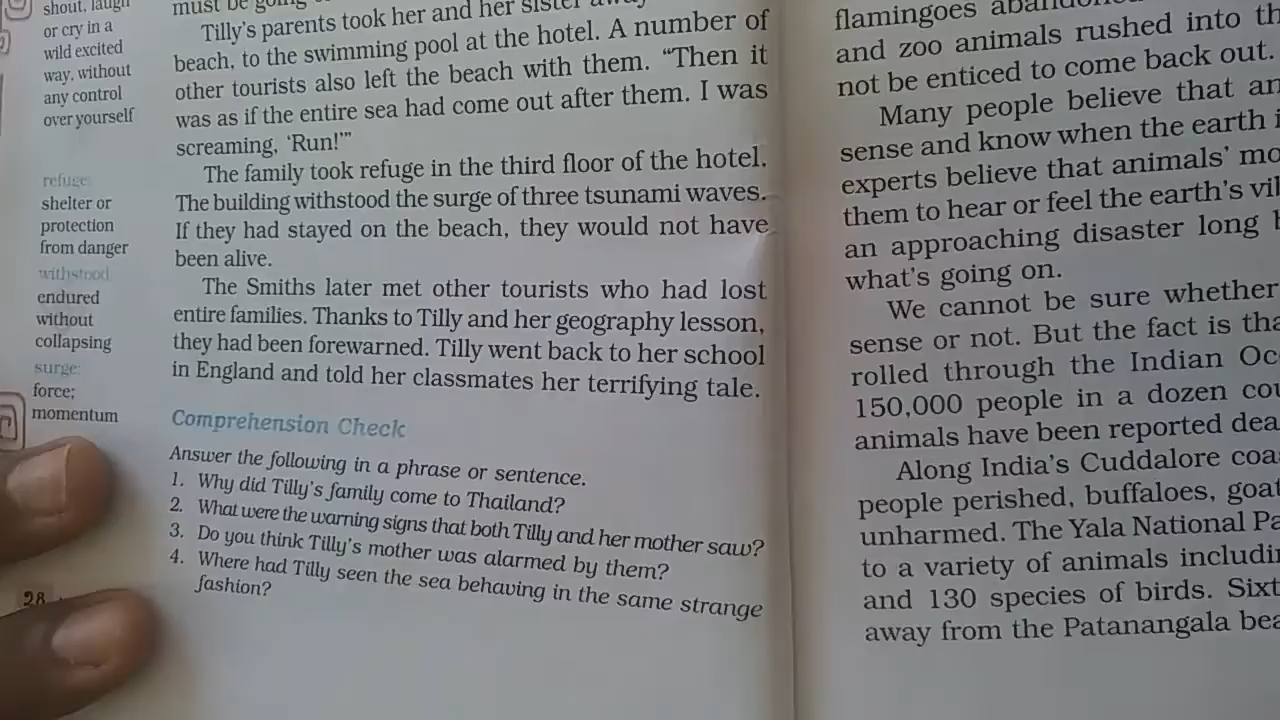 shout, laugh
or cry in a
wild excited
way, without
any control
over yourself
refuge:
shelter or
protection
from danger
withstood
endured
without
collapsing
surge:
force;
momentum
28
must be going
Tilly's parents took her and her sister away
beach, to the swimming pool at the hotel. A number of
other tourists also left the beach with them. “Then it
was as if the entire sea had come out after them. I was
screaming, ‘Run!’”
The family took refuge in the third floor of the hotel.
The building withstood the surge of three tsunami waves.
If they had stayed on the beach, they would not have
been alive.
The Smiths later met other tourists who had lost
entire families. Thanks to Tilly and her geography lesson,
they had been forewarned. Tilly went back to her school
in England and told her classmates her terrifying tale.
Comprehension Check
Answer the following in a phrase or sentence.
1. Why did Tilly's family come to Thailand?
2. What were the warning signs that both Tilly and her mother saw?
3. Do you think Tilly's mother was alarmed by them?
4. Where had Tilly seen the sea behaving in the same strange
fashion?
flamingoes
and zoo animals rushed into
not be enticed to come back out.
Many people believe that
sense and know when the earth
experts believe that animals'
them to hear or feel the earth's
an approaching disaster long
what's going on.
We cannot be sure whether
sense or not. But the fact is
rolled through the Indian
150,000 people in a dozen
animals have been reported
Along India's Cuddalore
people perished, buffaloes,
unharmed. The Yala National
to a variety of animals
and 130 species of birds.
away from the Patanangala